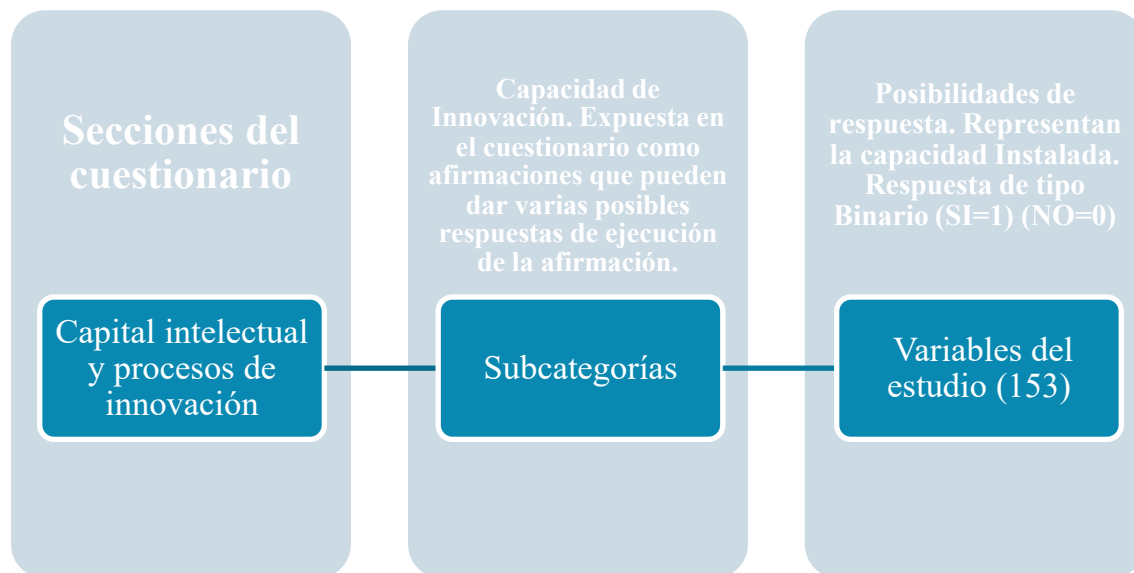 Secciones del
cuestionario
Capital intelectual
y procesos de
innovación
Capacidad de
Innovación. Expuesta en
el cuestionario como
afirmaciones que pueden
dar varias posibles
respuestas de ejecución
de la afirmación.
Subcategorías
Posibilidades de
respuesta. Representan
la capacidad Instalada.
Respuesta de tipo
Binario (SI=1) (NO=0)
Variables del
estudio (153)